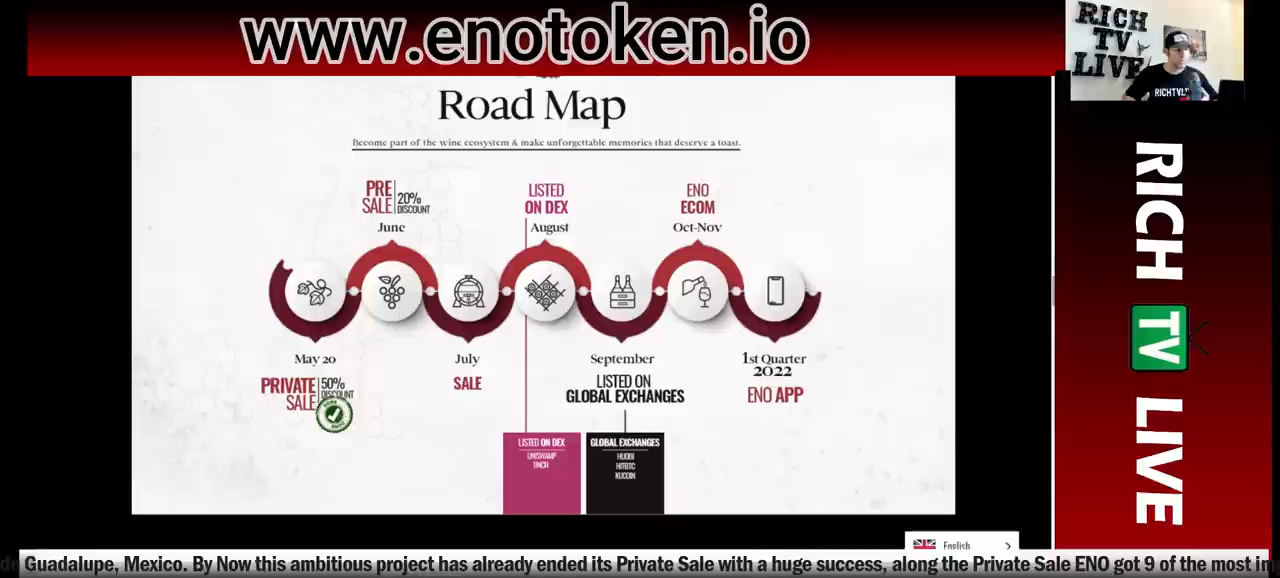 www.enotoken.io
RICH
TV
LIVE
RICHTVL
Road Map
Become part of the wine ecosystem & make unforgettable memories that deserve a toast.
PRE SALE 20% DISCOUNT
June
LISTED ON DEX
August
ENO ECOM
Oct-Nov
May 20
PRIVATE SALE 50% DISCOUNT
July
SALE
September
LISTED ON
GLOBAL EXCHANGES
1st Quarter
2022
ENO APP
LISTED ON DEX
UNISWAP
1INCH
GLOBAL EXCHANGES
HUOBI
HITBTC
KUCOIN
RICH TV LIVE
English
Guadalupe, Mexico. By Now this ambitious project has already ended its Private Sale with a huge success, along the Private Sale ENO got 9 of the most in